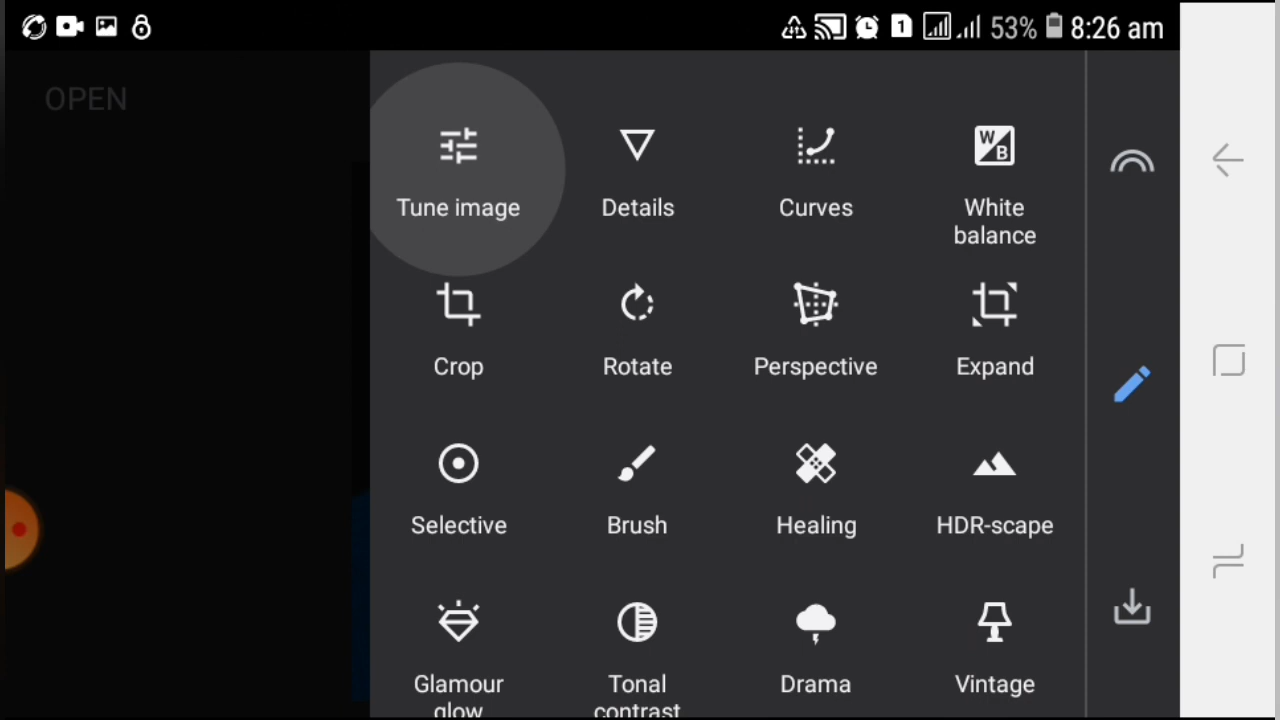 1 53% 8:26 am
OPEN
Tune image
Details
Curves
W
B
White
balance
Crop
Rotate
Perspective
Expand
Selective
Brush
Healing
HDR-scape
Glamour
glow
Tonal
contrast
Drama
Vintage